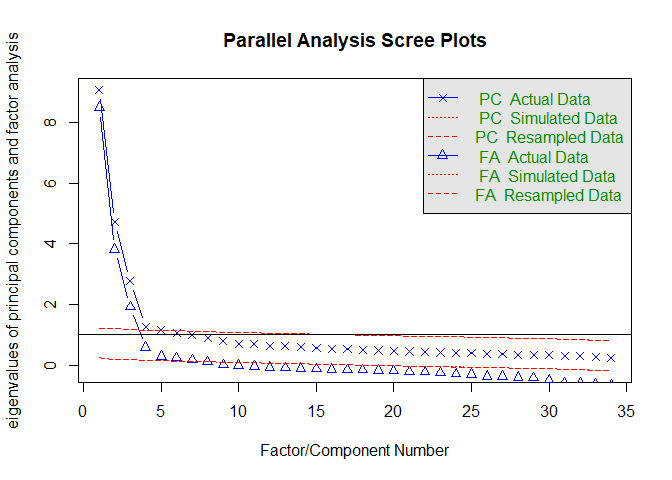 Parallel Analysis Scree Plots
eigenvalues of principal components and factor analysis
8
6
4
2
0
PC Actual Data
PC Simulated Data
PC Resampled Data
FA Actual Data
FA Simulated Data
FA Resampled Data
0 5 10 15 20 25 30 35
Factor/Component Number